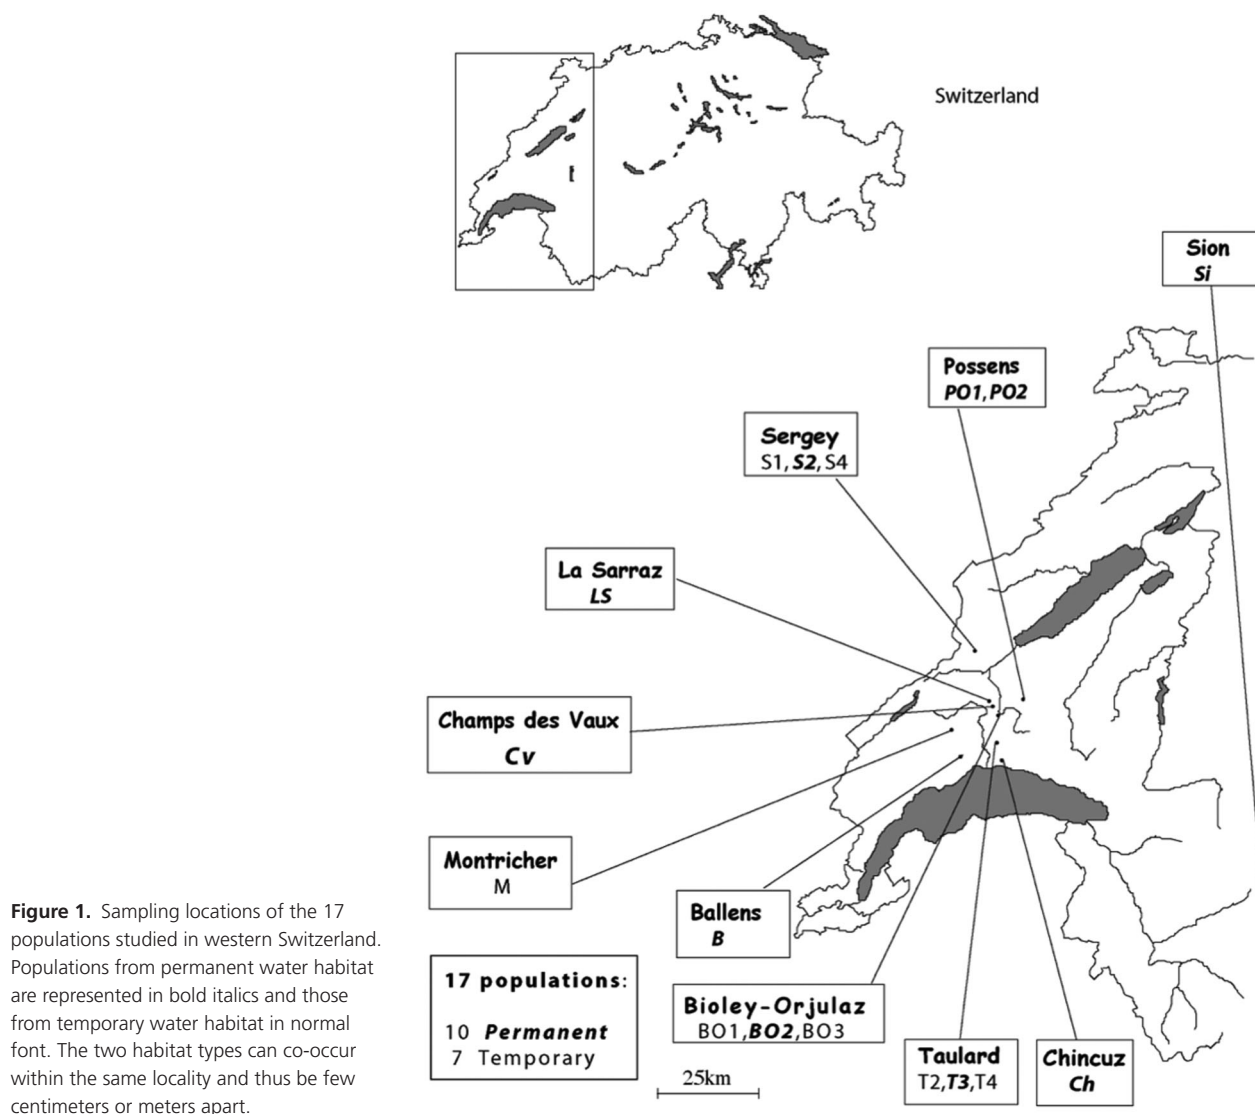 Switzerland
Sion
Si
Possens
PO1, PO2
Sergey
S1, S2, S4
La Sarraz
LS
Champs des Vaux
Cv
Montricher
M
Ballens
B
Bioley-Orjulaz
BO1, BO2, BO3
Taulard
T2, T3, T4
Chincuz
Ch
17 populations:
10 Permanent
7 Temporary
25km
Figure 1. Sampling locations of the 17
populations studied in western Switzerland.
Populations from permanent water habitat
are represented in bold italics and those
from temporary water habitat in normal
font. The two habitat types can co-occur
within the same locality and thus be few
centimeters or meters apart.